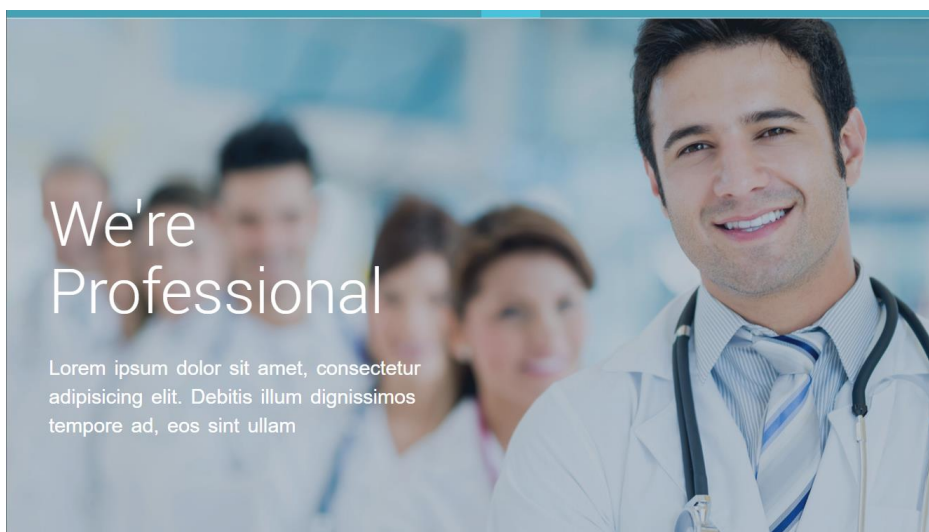 We're
Professional
Lorem ipsum dolor sit amet, consectetur
adipisicing elit. Debitis illum dignissimos
tempore ad, eos sint ullam